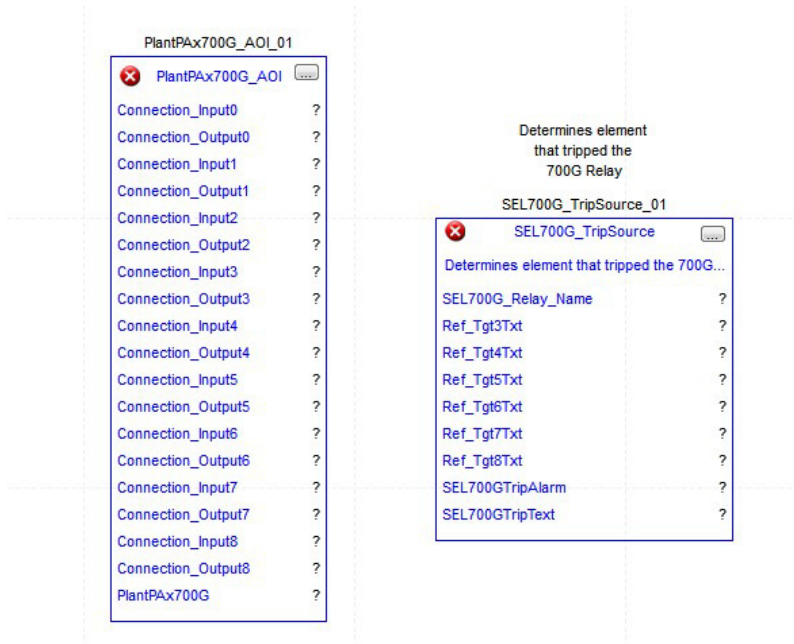 PlantPAx700G_AOI_01
PlantPAx700G_AOI ...
Connection_Input0 ?
Connection_Output0 ?
Connection_Input1 ?
Connection_Output1 ?
Connection_Input2 ?
Connection_Output2 ?
Connection_Input3 ?
Connection_Output3 ?
Connection_Input4 ?
Connection_Output4 ?
Connection_Input5 ?
Connection_Output5 ?
Connection_Input6 ?
Connection_Output6 ?
Connection_Input7 ?
Connection_Output7 ?
Connection_Input8 ?
Connection_Output8 ?
PlantPAx700G ?
Determines element
that tripped the
700G Relay
SEL700G_TripSource_01
SEL700G_TripSource ...
Determines element that tripped the 700G...
SEL700G_Relay_Name ?
Ref_Tgt3Txt ?
Ref_Tgt4Txt ?
Ref_Tgt5Txt ?
Ref_Tgt6Txt ?
Ref_Tgt7Txt ?
Ref_Tgt8Txt ?
SEL700GTripAlarm ?
SEL700GTripText ?